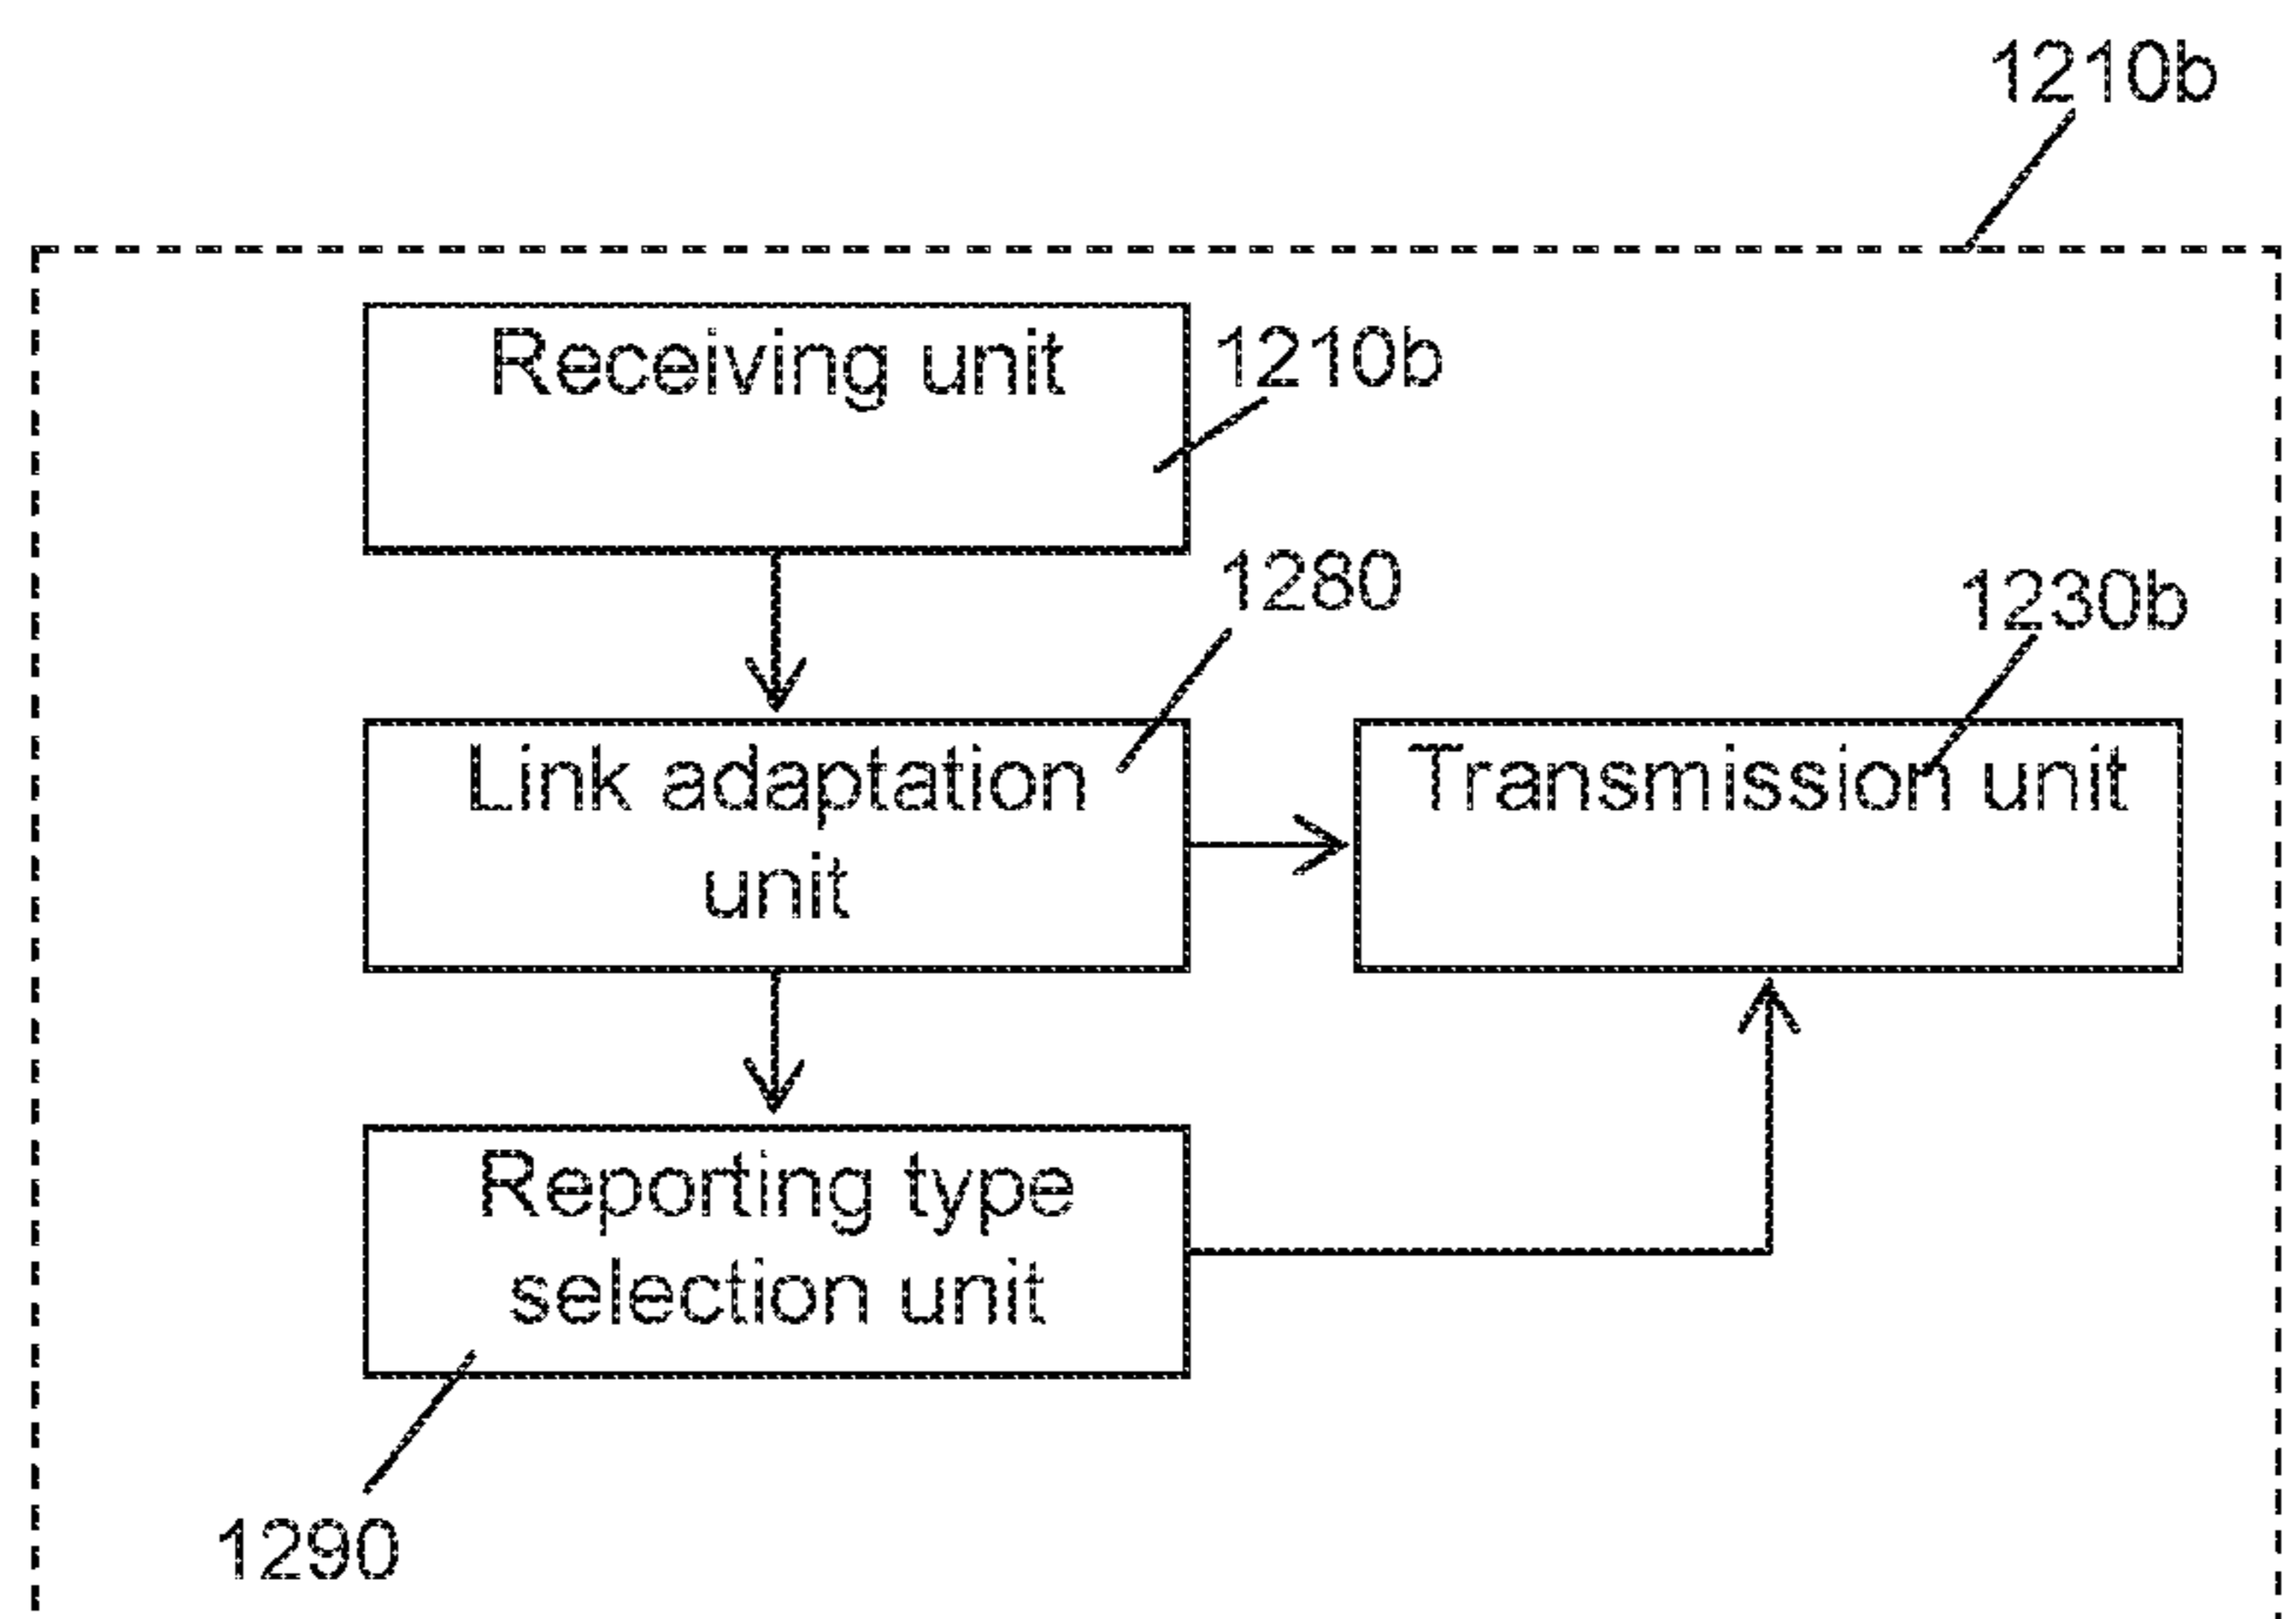 1210b
Receiving unit
1210b
1280
1230b
Link adaptation
unit
Transmission unit
Reporting type
selection unit
1290